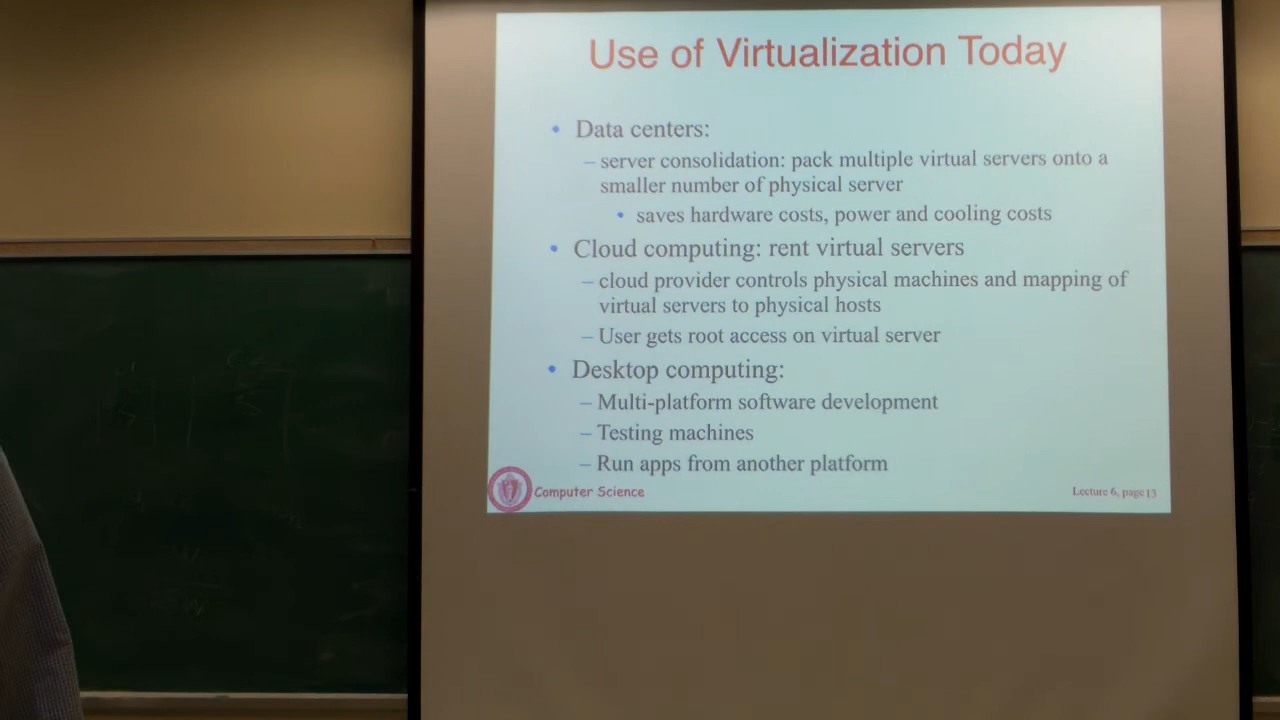 Use of Virtualization Today
• Data centers:
– server consolidation: pack multiple virtual servers onto a
smaller number of physical server
• saves hardware costs, power and cooling costs
• Cloud computing: rent virtual servers
– cloud provider controls physical machines and mapping of
virtual servers to physical hosts
– User gets root access on virtual server
• Desktop computing:
– Multi-platform software development
– Testing machines
– Run apps from another platform
Computer Science
Lecture 6, page 13